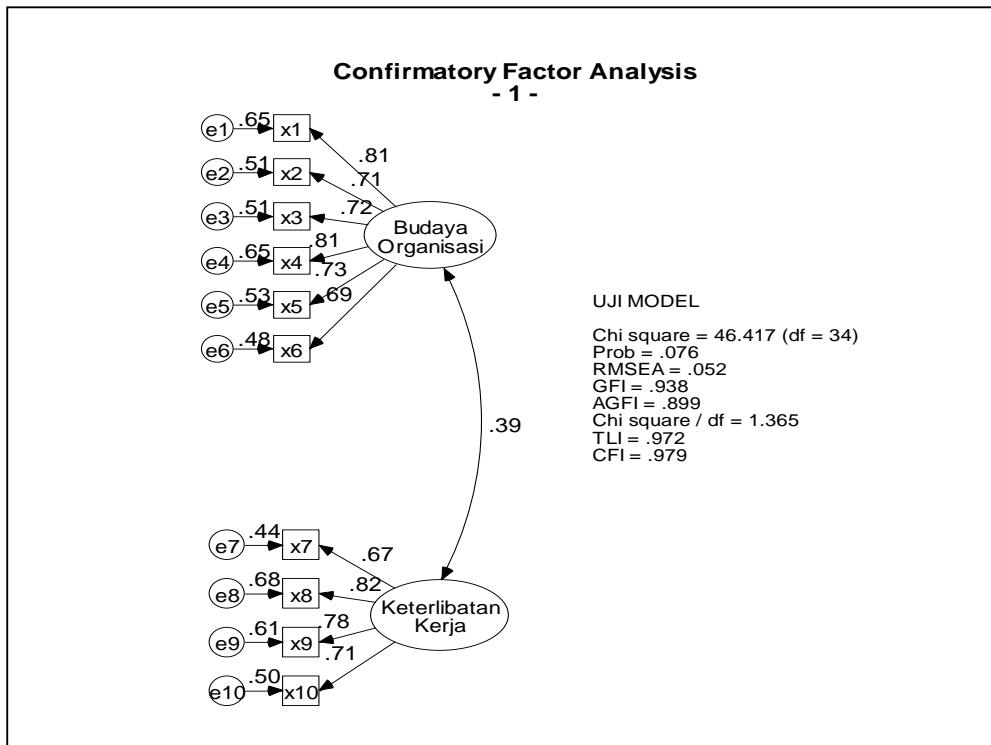 Confirmatory Factor Analysis
- 1 -
e1 .65 x1 .81
e2 .51 x2 .71
e3 .51 x3 .72
e4 .65 x4 .81
e5 .53 x5 .73
e6 .48 x6 .69
Budaya
Organisasi
.39
UJI MODEL
Chi square = 46.417 (df = 34)
Prob = .076
RMSEA = .052
GFI = .938
AGFI = .899
Chi square / df = 1.365
TLI = .972
CFI = .979
e7 .44 x7 .67
e8 .68 x8 .82
e9 .61 x9 .78
e10 .50 x10 .71
Keterlibatan
Kerja